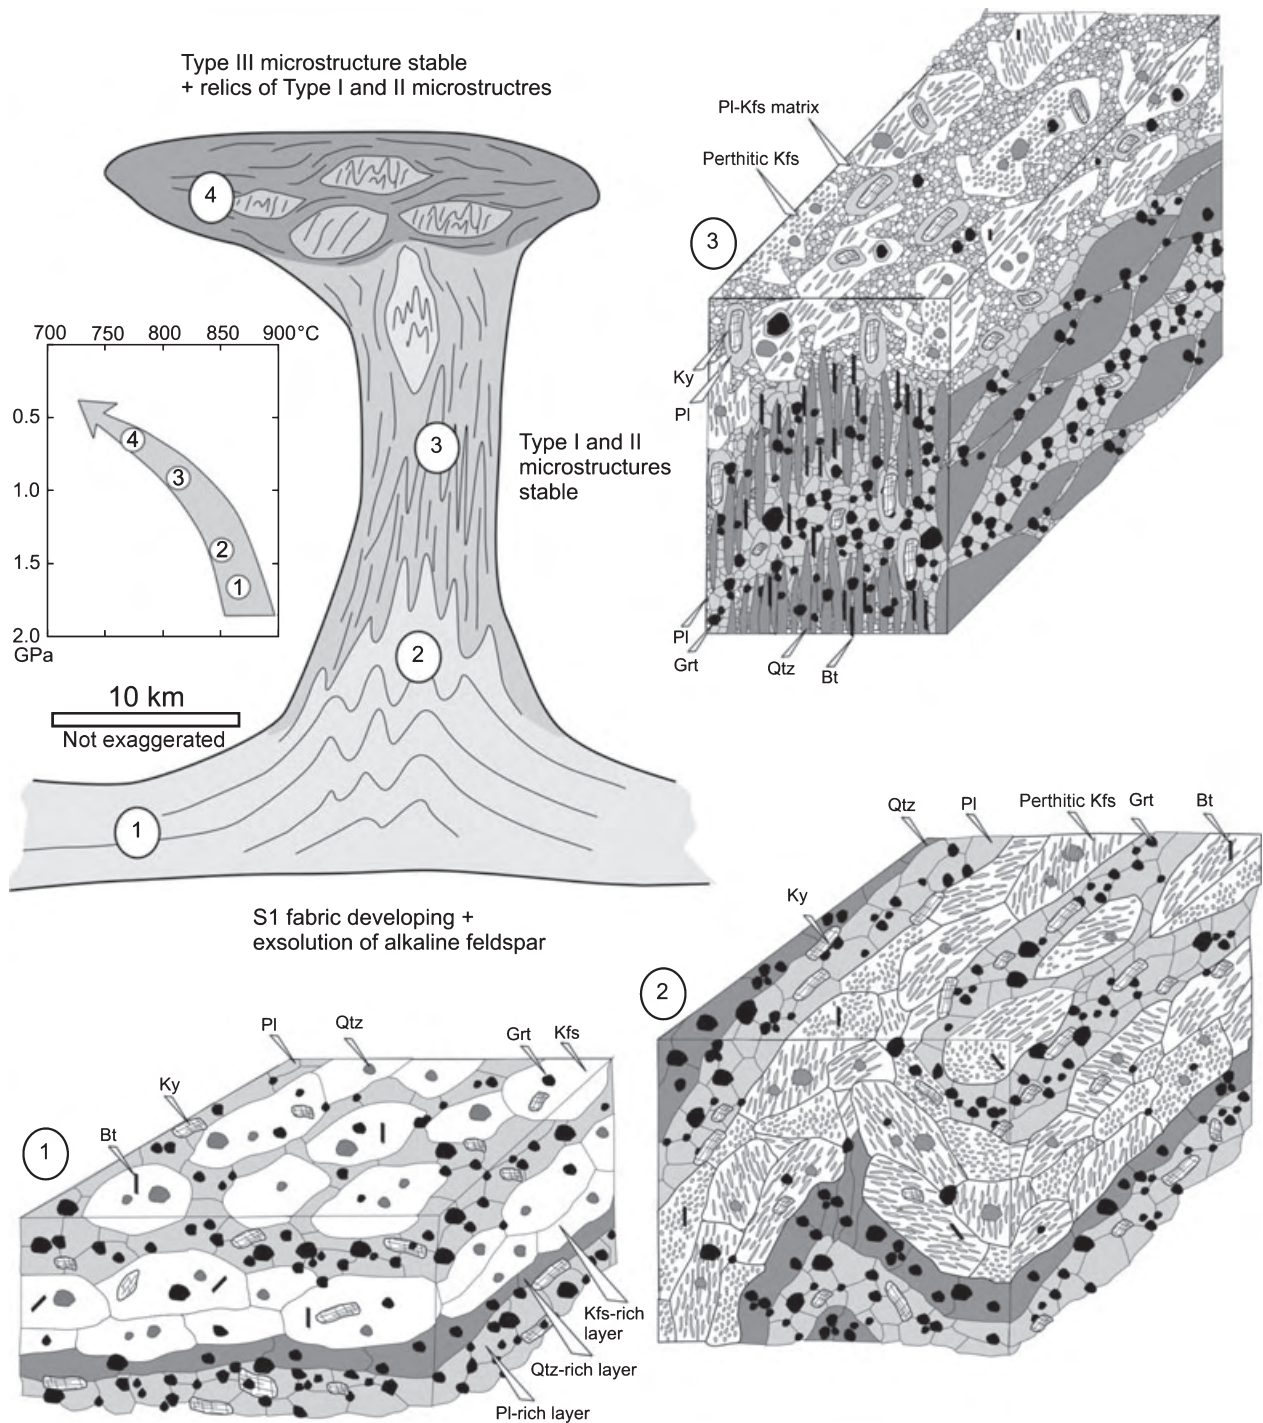 Type III microstructure stable
+ relics of Type I and II microstructres
4
700 750 800 850 900°C
0.5
1.0
1.5
2.0
GPa
4
3
2
1
3
Type I and II
microstructures
stable
2
10 km
Not exaggerated
1
S1 fabric developing +
exsolution of alkaline feldspar
Pl-Kfs matrix
Perthitic Kfs
3
Ky
Pl
Pl
Grt
Qtz
Bt
Qtz Pl Perthitic Kfs Grt Bt
Ky
2
Pl Qtz Grt Kfs
Ky
Bt
1
Kfs-rich
layer
Qtz-rich layer
Pl-rich layer